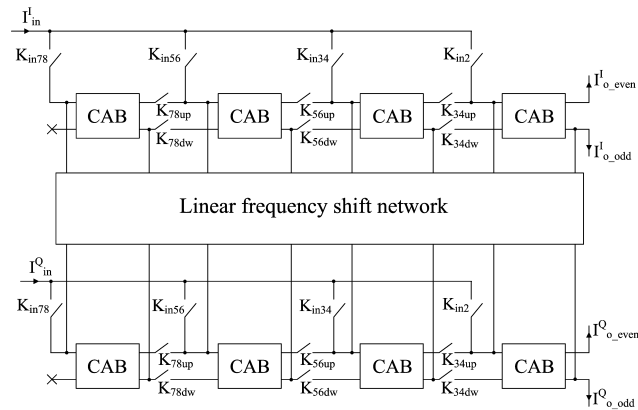 I^I_in
K_in78 K_in56 K_in34 K_in2
I^I_o_even
K_78up K_56up K_34up
CAB CAB CAB CAB
K_78dw K_56dw K_34dw
I^I_o_odd
Linear frequency shift network
I^Q_in
K_in78 K_in56 K_in34 K_in2
I^Q_o_even
K_78up K_56up K_34up
CAB CAB CAB CAB
K_78dw K_56dw K_34dw
I^Q_o_odd